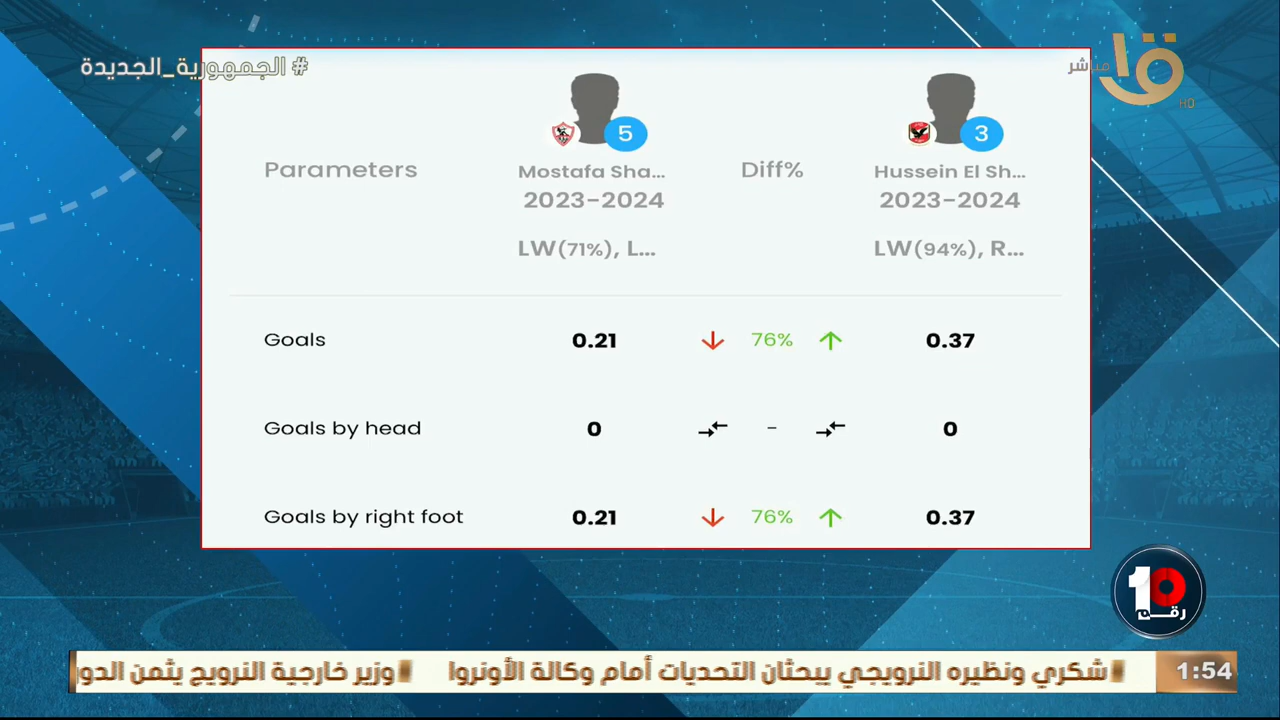 #الجمهورية_الجديدة
مباشر
HD
Parameters
5
Mostafa Sha...
2023-2024
LW(71%), L...
Diff%
3
Hussein El Sh...
2023-2024
LW(94%), R...
Goals 0.21 76% 0.37
Goals by head 0 - 0
Goals by right foot 0.21 76% 0.37
10
رقم
شكري ونظيره النرويجي يبحثان التحديات أمام وكالة الأونروا وزير خارجية النرويج يثمن الدو
1:54